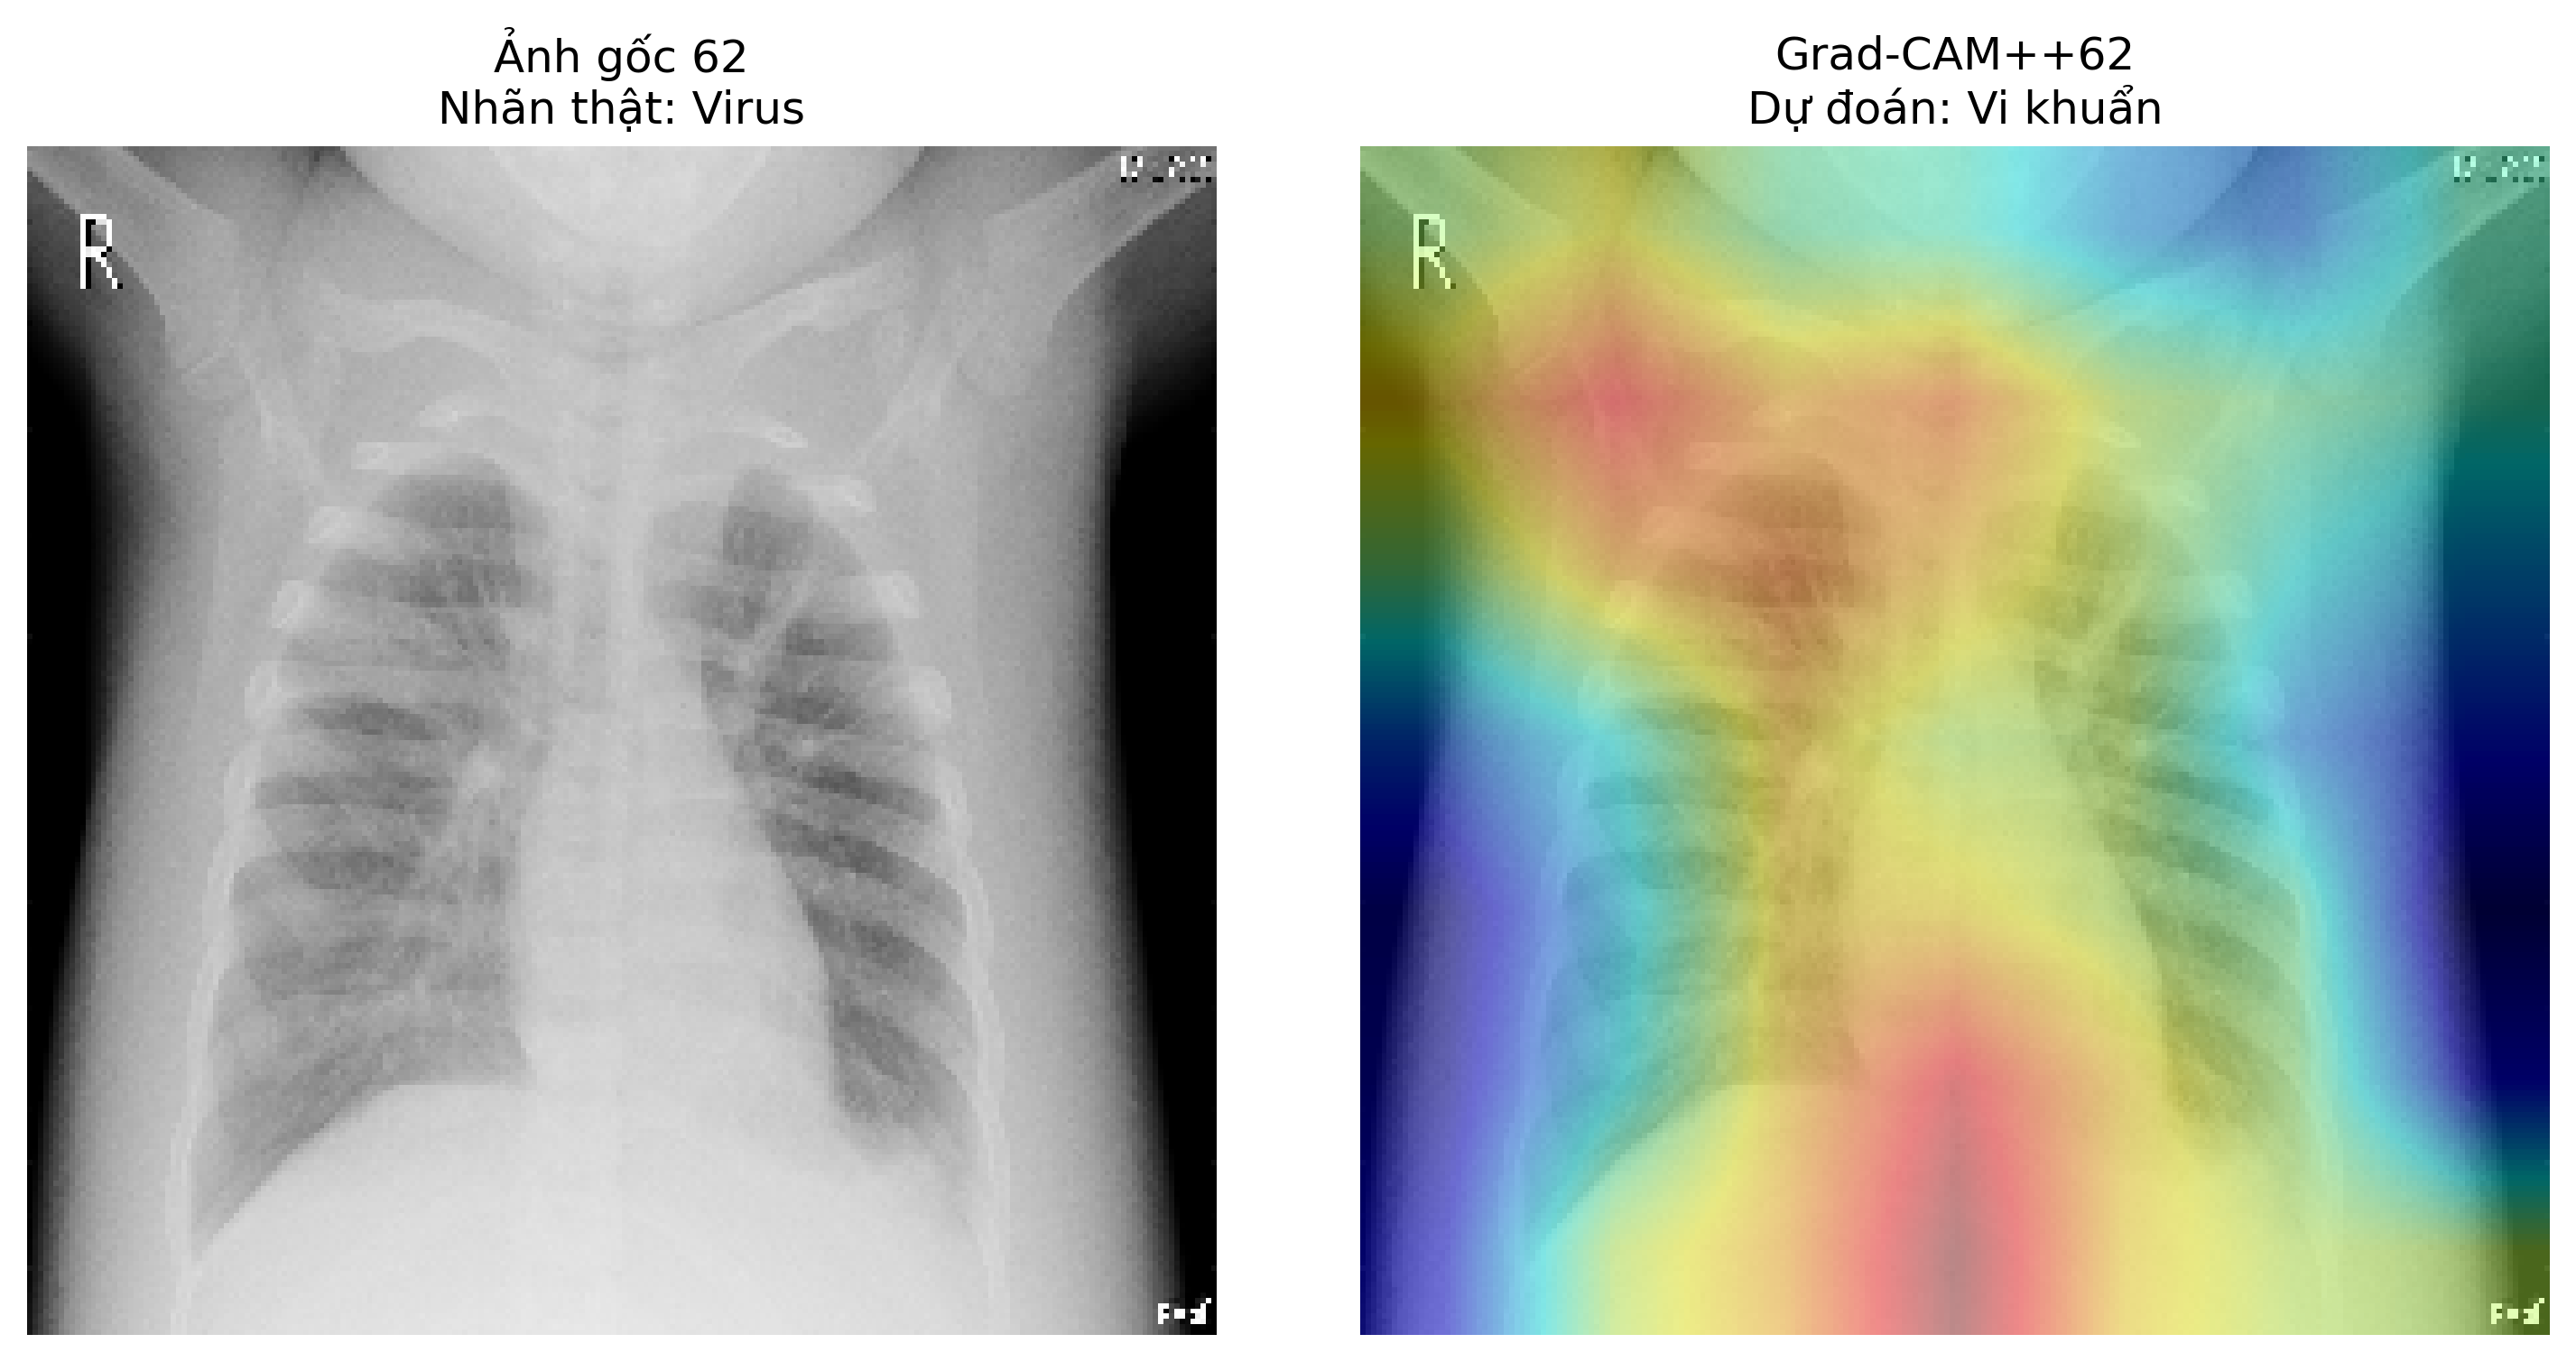 Ảnh gốc 62
Nhãn thật: Virus
R
Grad-CAM++62
Dự đoán: Vi khuẩn
R